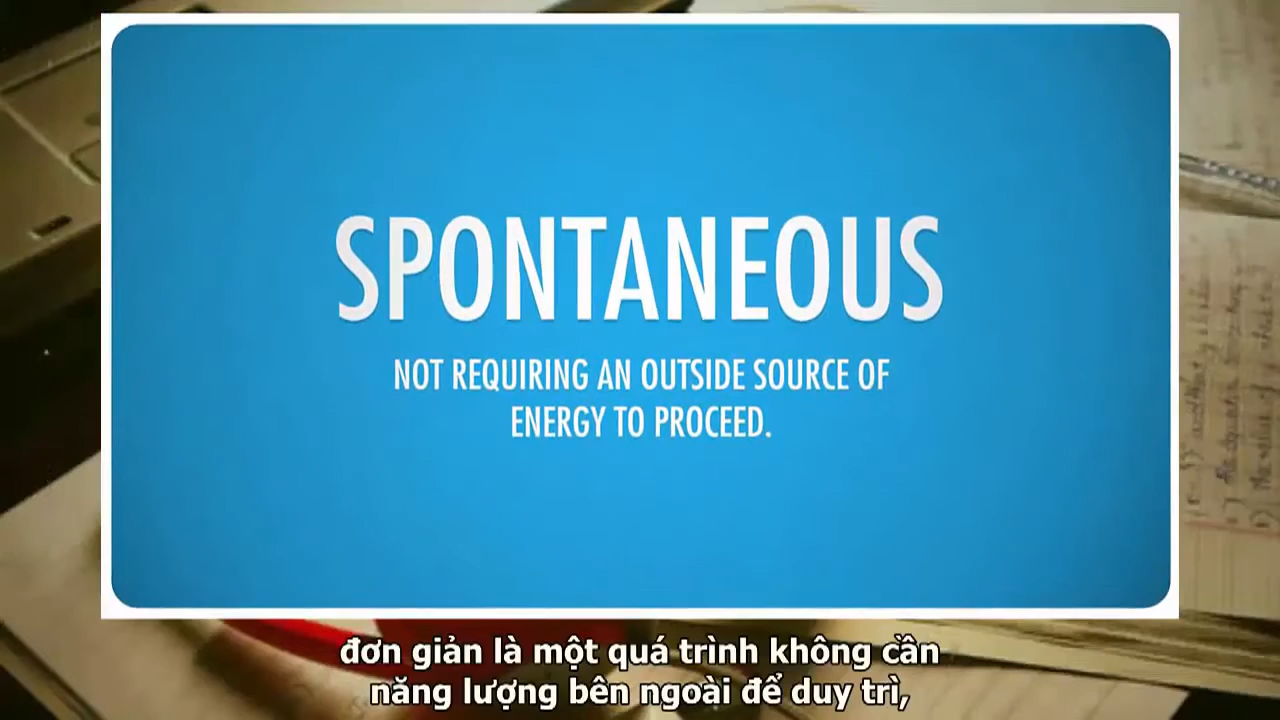 SPONTANEOUS
NOT REQUIRING AN OUTSIDE SOURCE OF
ENERGY TO PROCEED.
đơn giản là một quá trình không cần
năng lượng bên ngoài để duy trì,